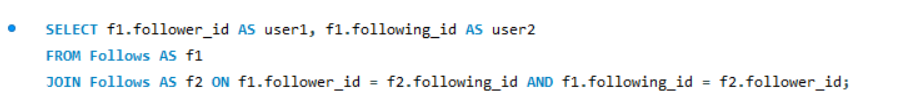 SELECT f1.follower_id AS user1, f1.following_id AS user2
FROM Follows AS f1
JOIN Follows AS f2 ON f1.follower_id = f2.following_id AND f1.following_id = f2.follower_id;